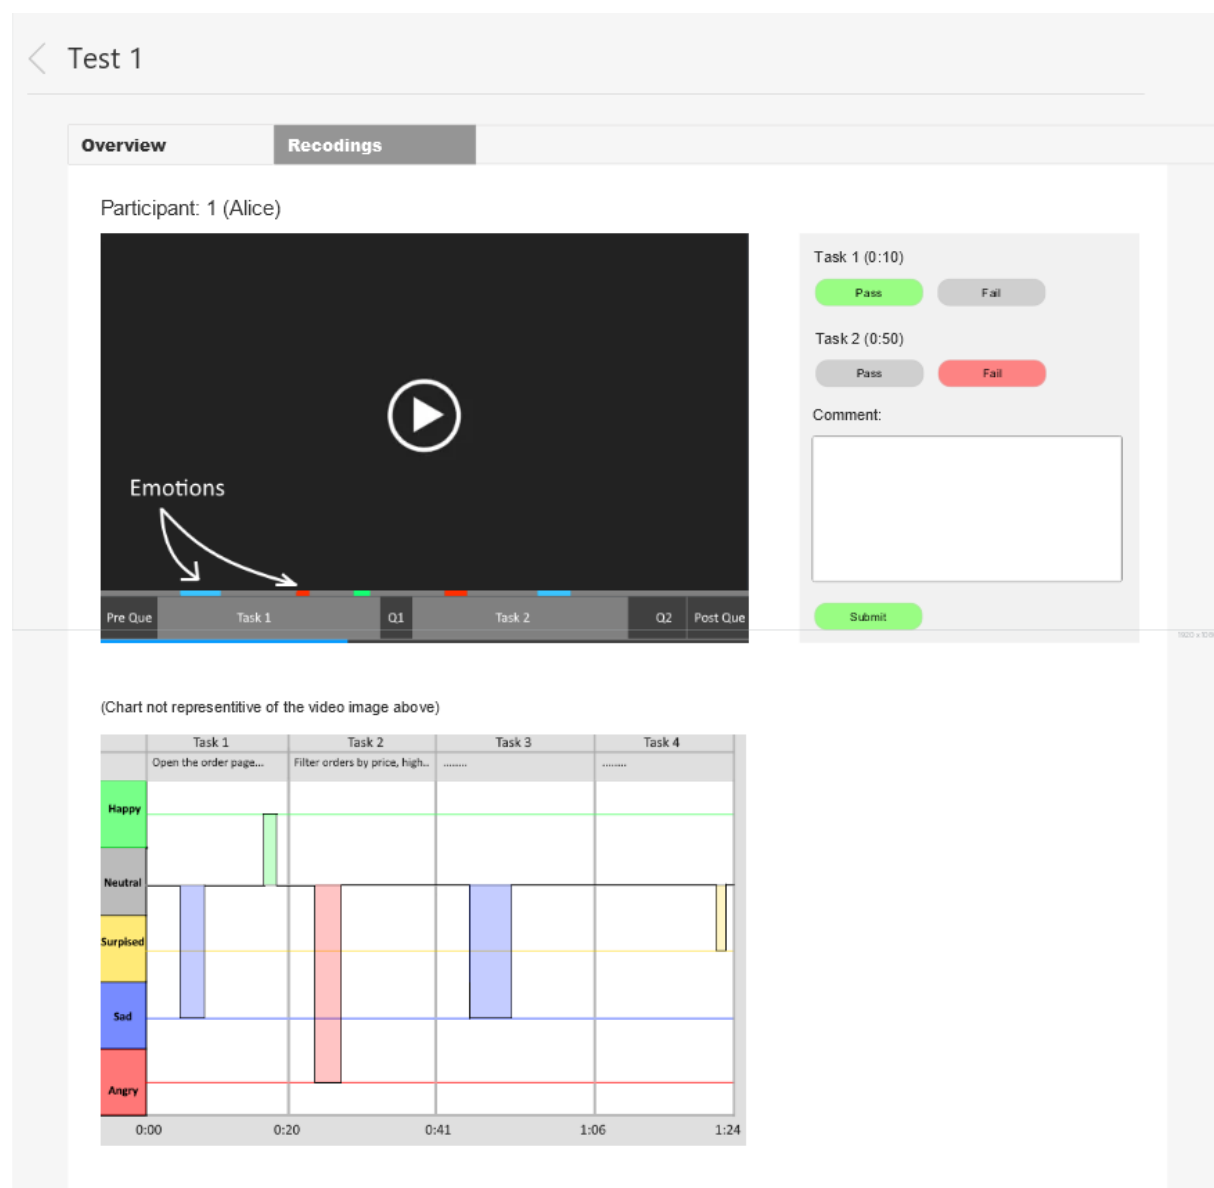 Test 1
Overview
Recodings
Participant: 1 (Alice)
Task 1 (0:10)
Pass
Fail
Task 2 (0:50)
Pass
Fail
Comment:
Emotions
Pre Que
Task 1
Q1
Task 2
Q2
Post Que
Submit
(Chart not representitive of the video image above)
Task 1
Task 2
Task 3
Task 4
Open the order page...
Filter orders by price, high..
........
........
Happy
Neutral
Surpised
Sad
Angry
0:00
0:20
0:41
1:06
1:24